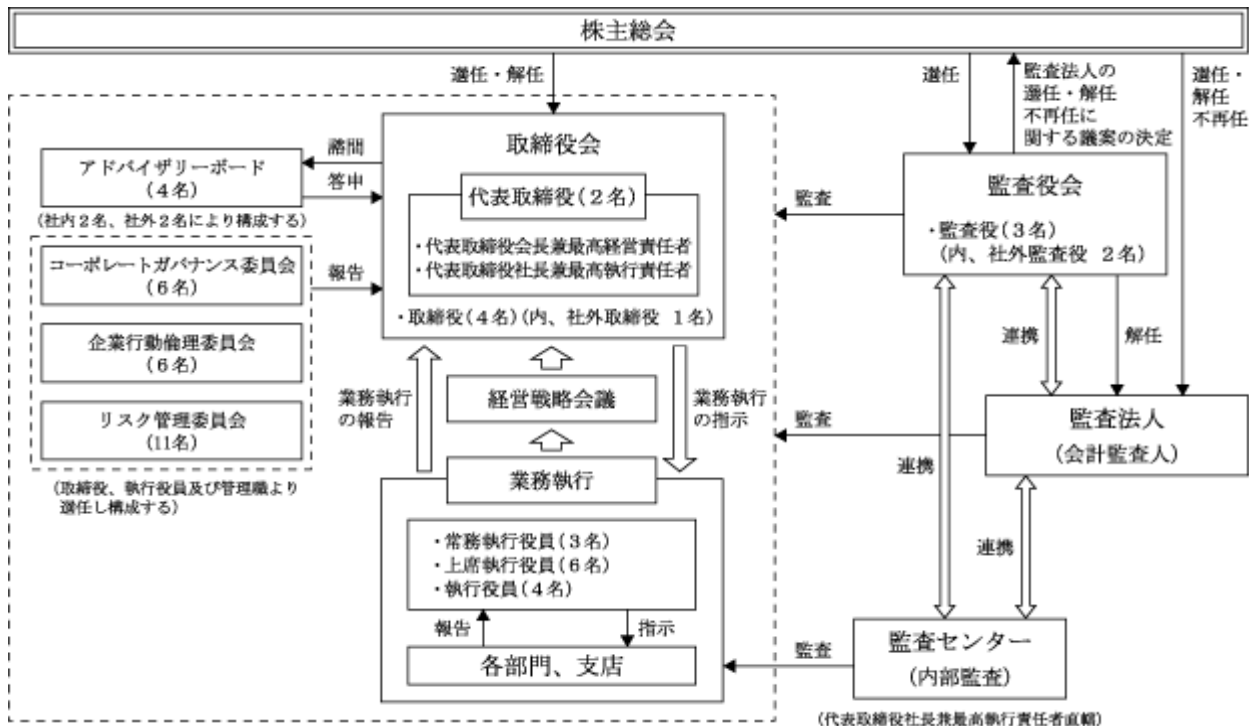 株主総会
選任・解任
選任
監査法人の
選任・解任
不再任に
関する議案の決定
選任・
解任
不再任
アドバイザリーボード
(4名)
(社内2名、社外2名により構成する)
諮問
答申
取締役会
代表取締役(2名)
・代表取締役会長兼最高経営責任者
・代表取締役社長兼最高執行責任者
・取締役(4名)(内、社外取締役 1名)
監査
監査役会
・監査役(3名)
(内、社外監査役 2名)
コーポレートガバナンス委員会
(6名)
報告
企業行動倫理委員会
(6名)
リスク管理委員会
(11名)
(取締役、執行役員及び管理職より
選任し構成する)
業務執行
の報告
経営戦略会議
業務執行
の指示
連携
解任
監査
監査法人
(会計監査人)
業務執行
連携
・常務執行役員(3名)
・上席執行役員(6名)
・執行役員(4名)
連携
報告
指示
各部門、支店
監査
監査センター
(内部監査)
(代表取締役社長兼最高執行責任者直轄)